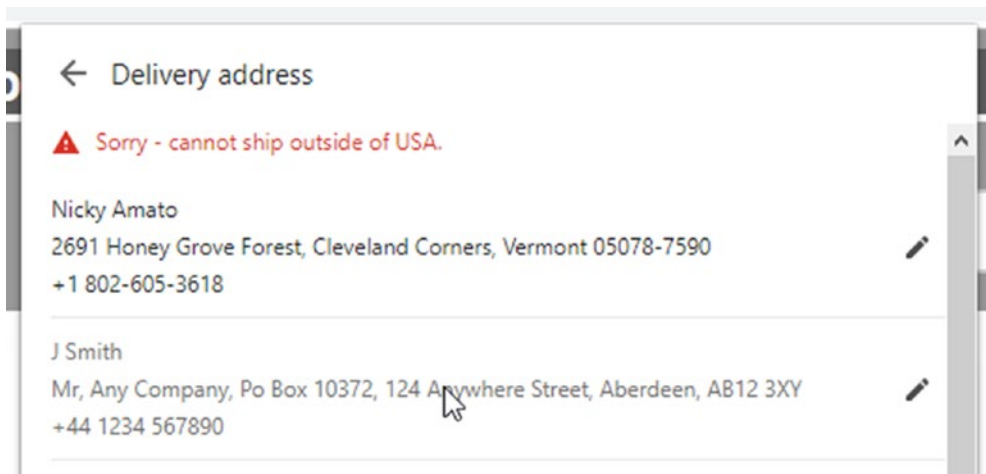 Delivery address
Sorry - cannot ship outside of USA.
Nicky Amato
2691 Honey Grove Forest, Cleveland Corners, Vermont 05078-7590
+1 802-605-3618
J Smith
Mr, Any Company, Po Box 10372, 124 Anywhere Street, Aberdeen, AB12 3XY
+44 1234 567890